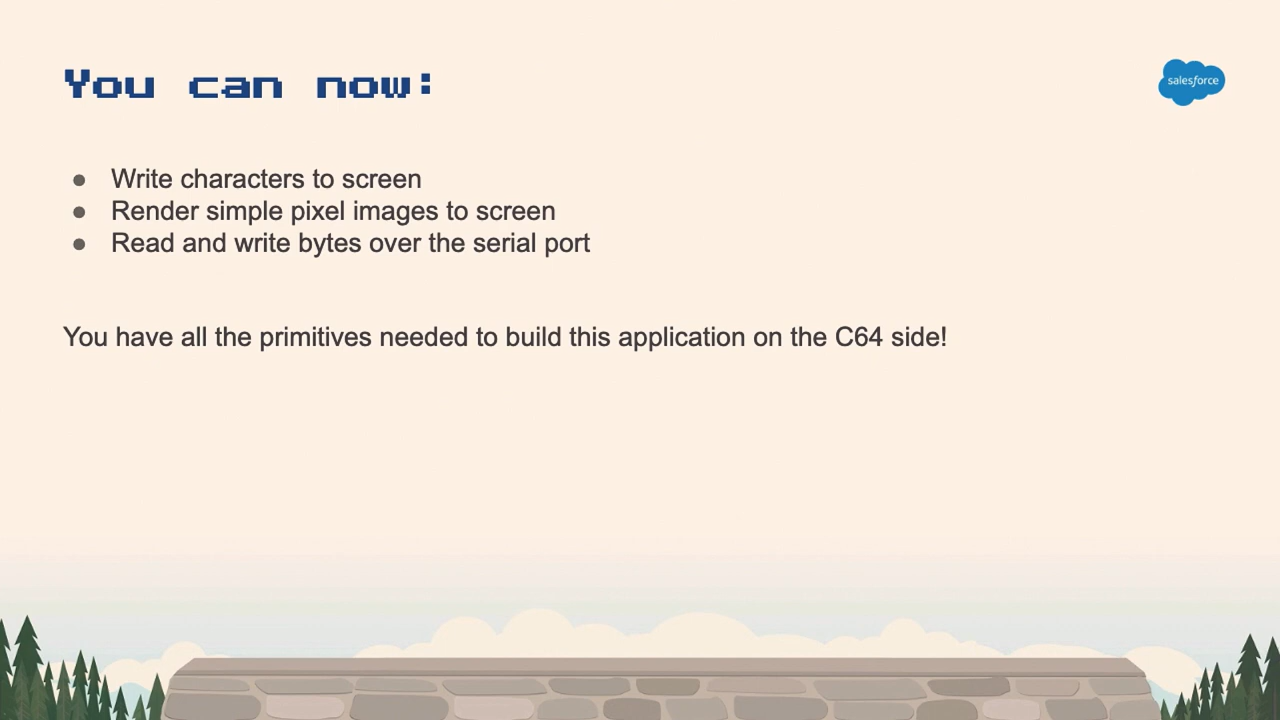 You can now:
salesforce
● Write characters to screen
● Render simple pixel images to screen
● Read and write bytes over the serial port
You have all the primitives needed to build this application on the C64 side!